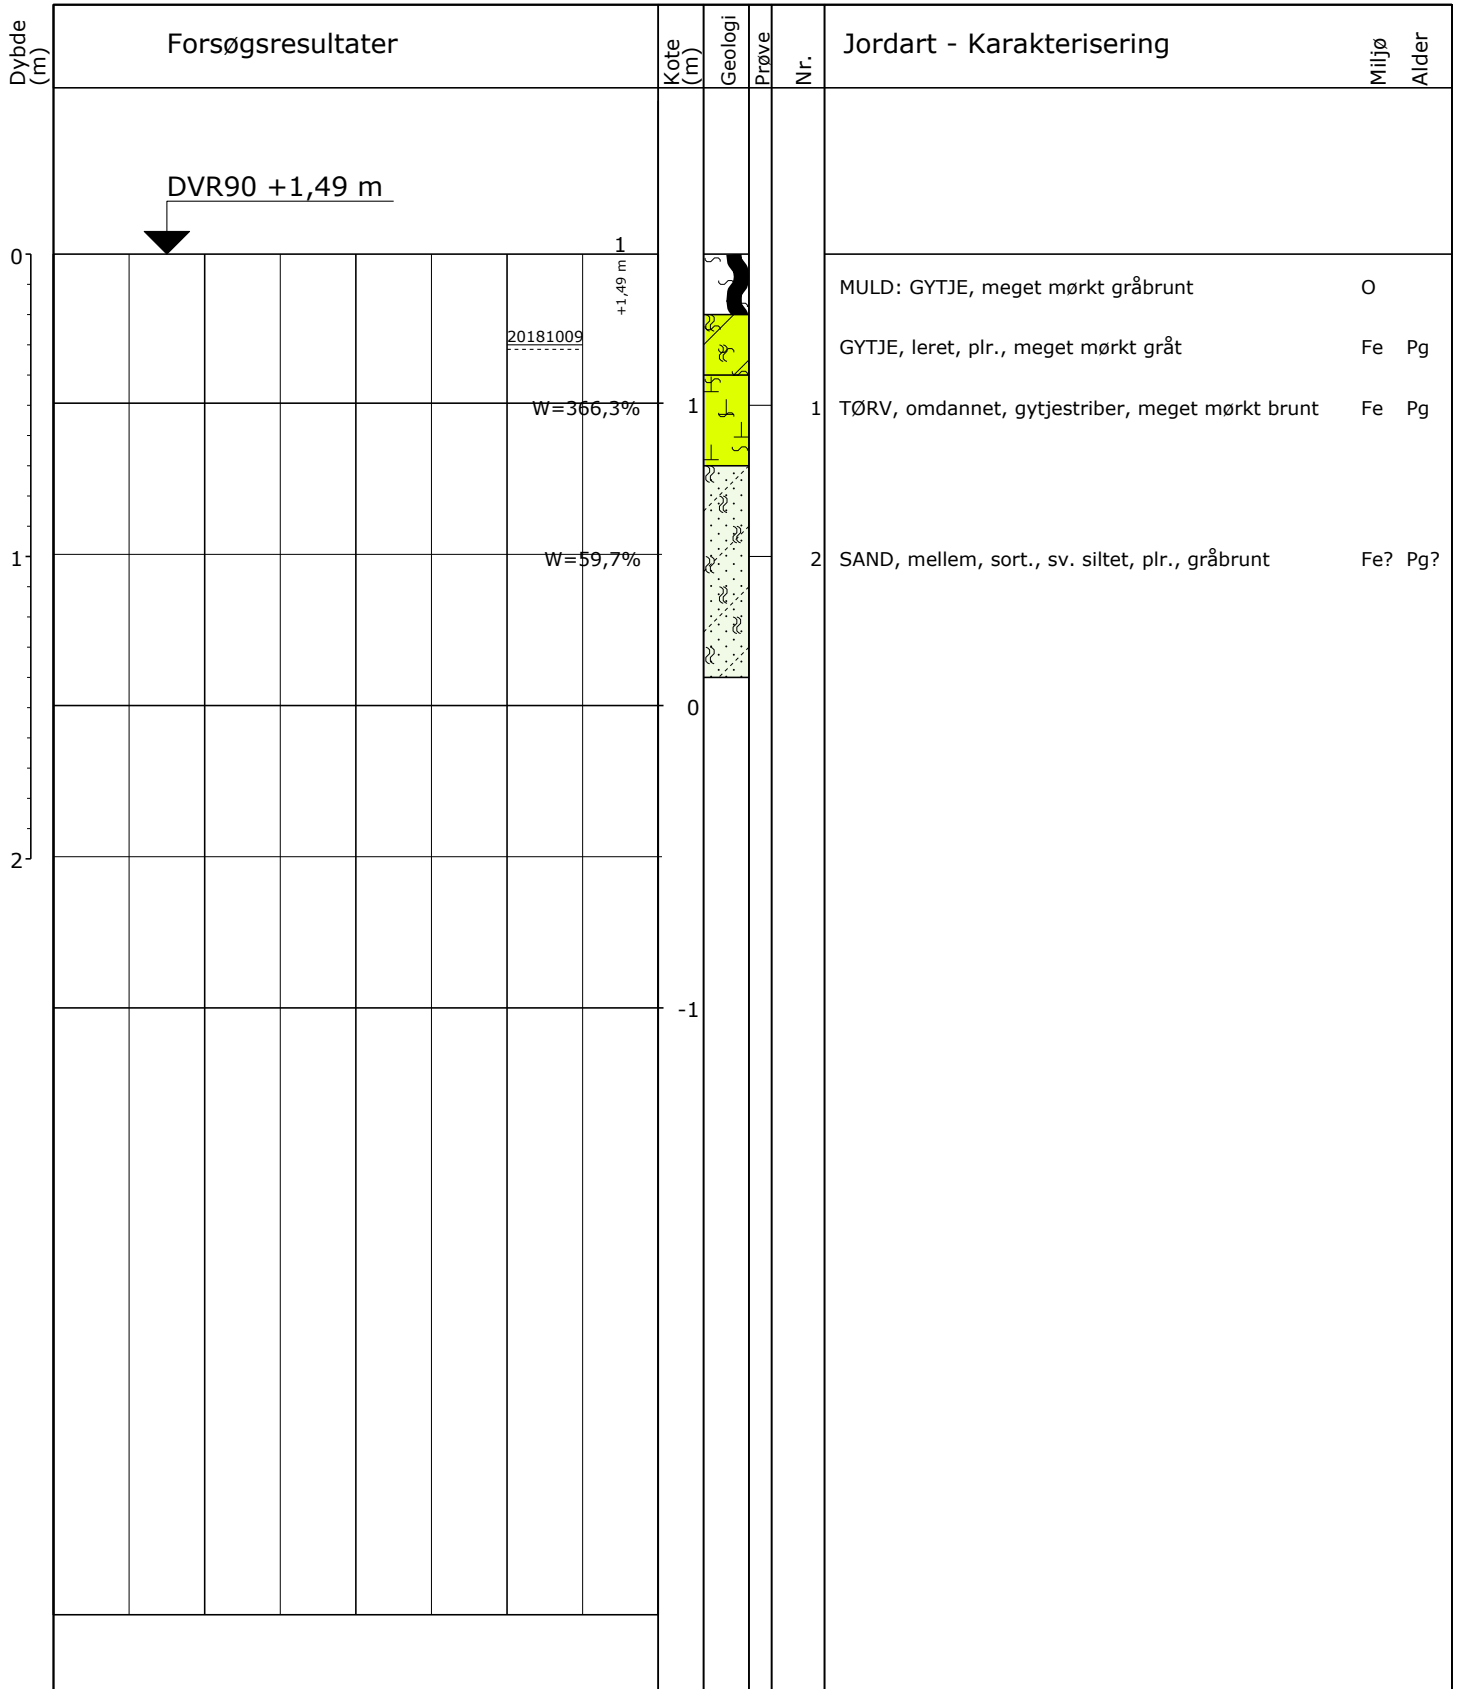 Dybde (m)
Forsøgsresultater
Kote (m)
Geologi
Prøve
Nr.
Jordart - Karakterisering
Miljø
Alder
DVR90 +1,49 m
0
1
+1,49 m
MULD: GYTJE, meget mørkt gråbrunt O
20181009
GYTJE, leret, plr., meget mørkt gråt Fe Pg
W=366,3% 1 1 TØRV, omdannet, gytjestriber, meget mørkt brunt Fe Pg
1 W=59,7% 2 SAND, mellem, sort., sv. siltet, plr., gråbrunt Fe? Pg?
0
2
-1